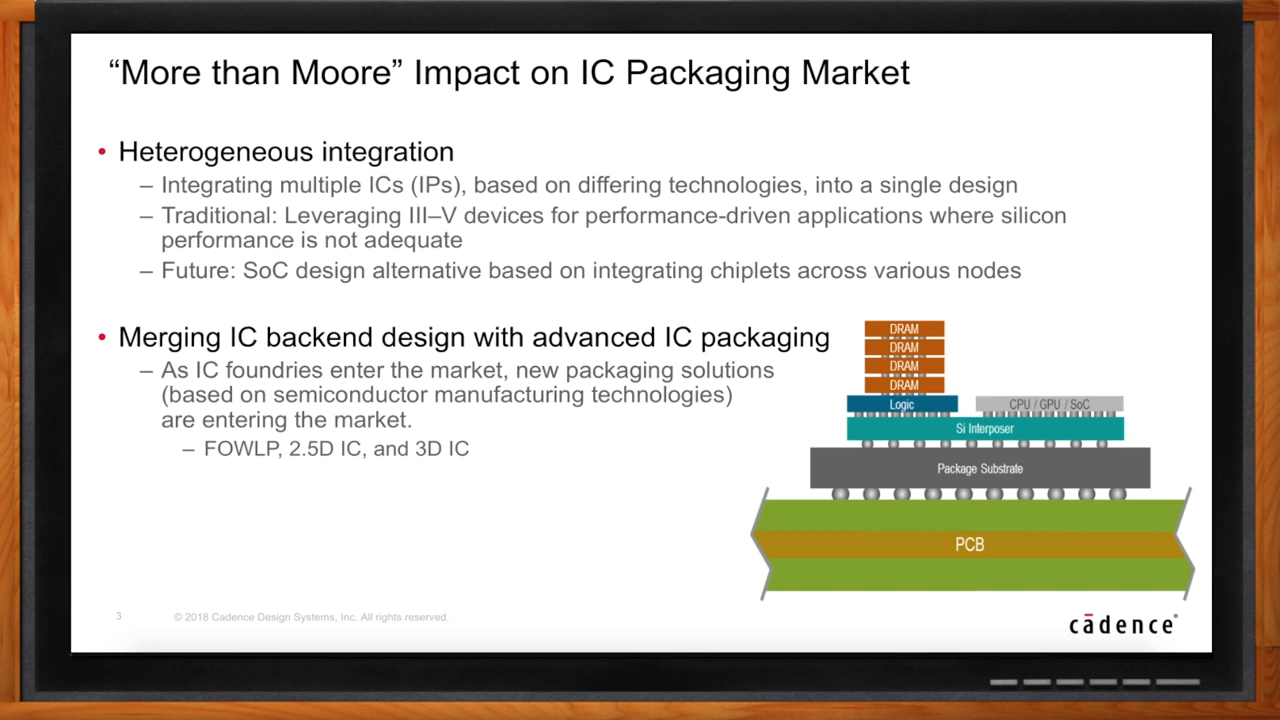 “More than Moore” Impact on IC Packaging Market
• Heterogeneous integration
– Integrating multiple ICs (IPs), based on differing technologies, into a single design
– Traditional: Leveraging III–V devices for performance-driven applications where silicon
performance is not adequate
– Future: SoC design alternative based on integrating chiplets across various nodes
• Merging IC backend design with advanced IC packaging
– As IC foundries enter the market, new packaging solutions
(based on semiconductor manufacturing technologies)
are entering the market.
– FOWLP, 2.5D IC, and 3D IC
DRAM
DRAM
DRAM
DRAM
Logic
CPU / GPU / SoC
Si Interposer
Package Substrate
PCB
3
© 2018 Cadence Design Systems, Inc. All rights reserved.
cādence®